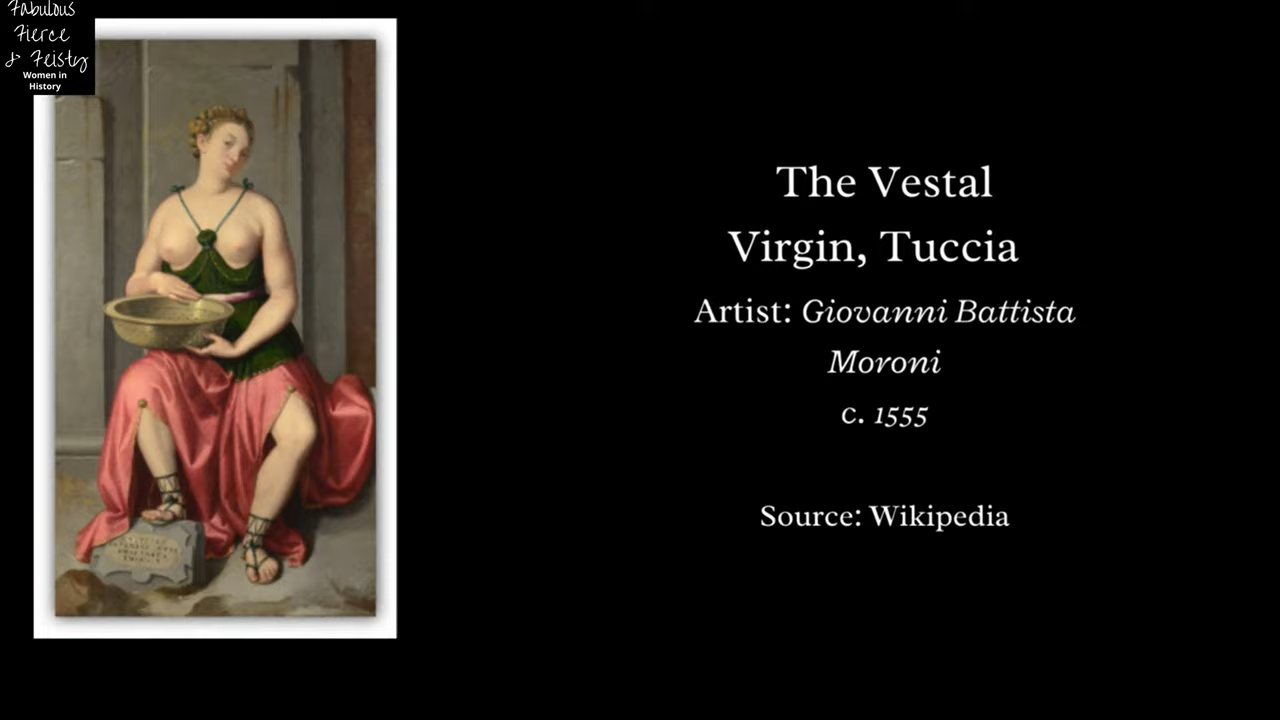 Fabulous
Fierce
& Feisty
Women in
History
The Vestal
Virgin, Tuccia
Artist: Giovanni Battista
Moroni
c. 1555
Source: Wikipedia